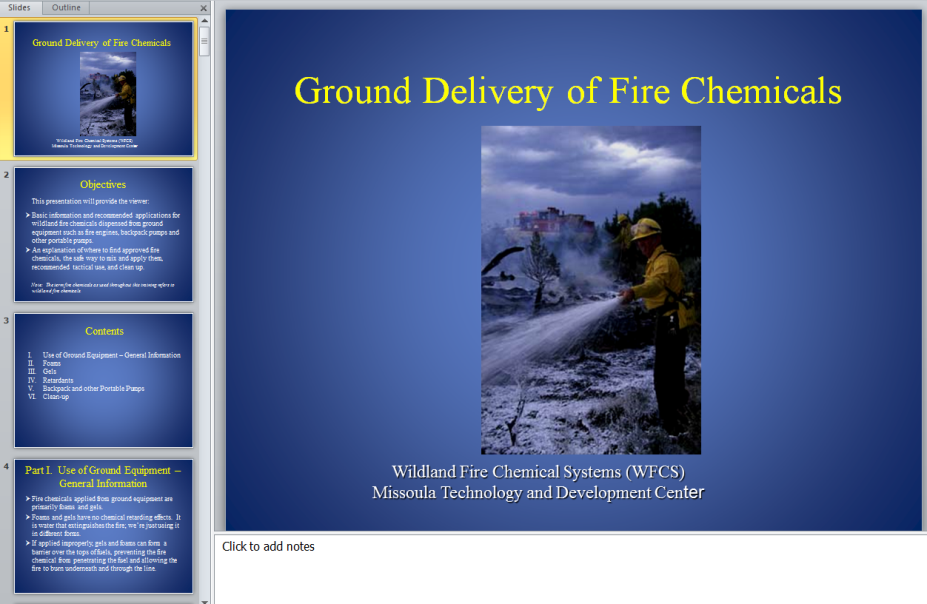 Slides Outline
1
Ground Delivery of Fire Chemicals
Wildland Fire Chemical Systems (WFCS)
Missoula Technology and Development Center
2
Objectives
This presentation will provide the viewer:
➤ Basic information and recommended applications for
wildland fire chemicals dispensed from ground
equipment such as fire engines, backpack pumps and
other portable pumps.
➤ An explanation of where to find approved fire
chemicals, the safe way to mix and apply them,
recommended tactical use, and clean up.
Note: The term fire chemicals as used throughout this training refers to
wildland fire chemicals
3
Contents
I. Use of Ground Equipment – General Information
II. Foams
III. Gels
IV. Retardants
V. Backpack and other Portable Pumps
VI. Clean-up
4
Part I. Use of Ground Equipment –
General Information
➤ Fire chemicals applied from ground equipment are
primarily foams and gels.
➤ Foams and gels have no chemical retarding effects. It
is water that extinguishes the fire; we're just using it
in different forms.
➤ If applied improperly, gels and foams can form a
barrier over the tops of fuels, preventing the fire
chemical from penetrating the fuel and allowing the
fire to burn underneath and through the line.
Ground Delivery of Fire Chemicals
Wildland Fire Chemical Systems (WFCS)
Missoula Technology and Development Center
Click to add notes